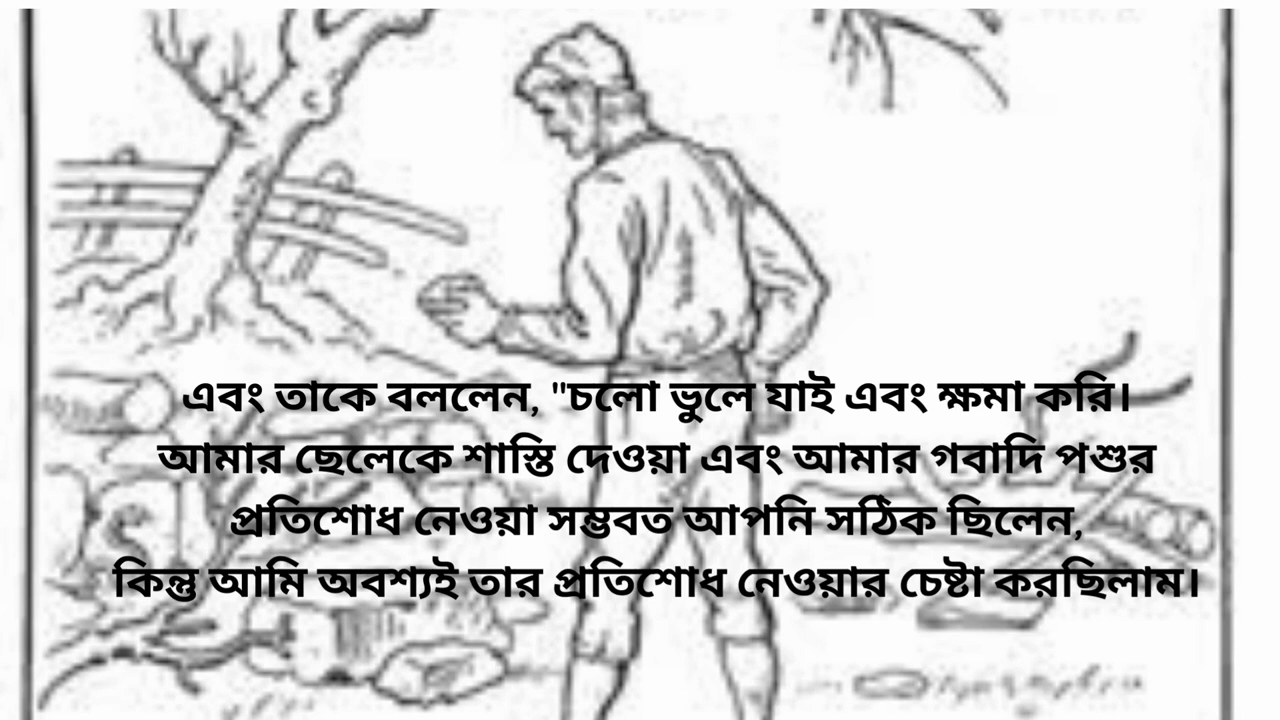 এবং তাকে বললেন, "চলো ভুলে যাই এবং ক্ষমা করি।
আমার ছেলেকে শাস্তি দেওয়া এবং আমার গবাদি পশুর
প্রতিশোধ নেওয়া সম্ভবত আপনি সঠিক ছিলেন,
কিন্তু আমি অবশ্যই তার প্রতিশোধ নেওয়ার চেষ্টা করছিলাম।